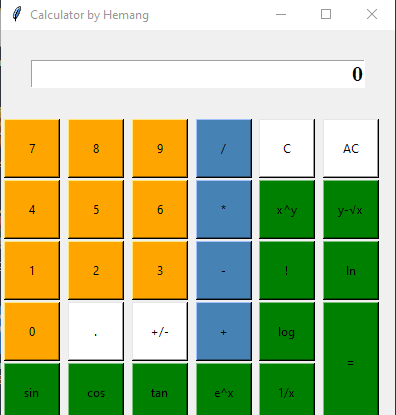 Calculator by Hemang
0
7 8 9 / C AC
4 5 6 * x^y y-√x
1 2 3 - ! ln
0 . +/- + log =
sin cos tan e^x 1/x